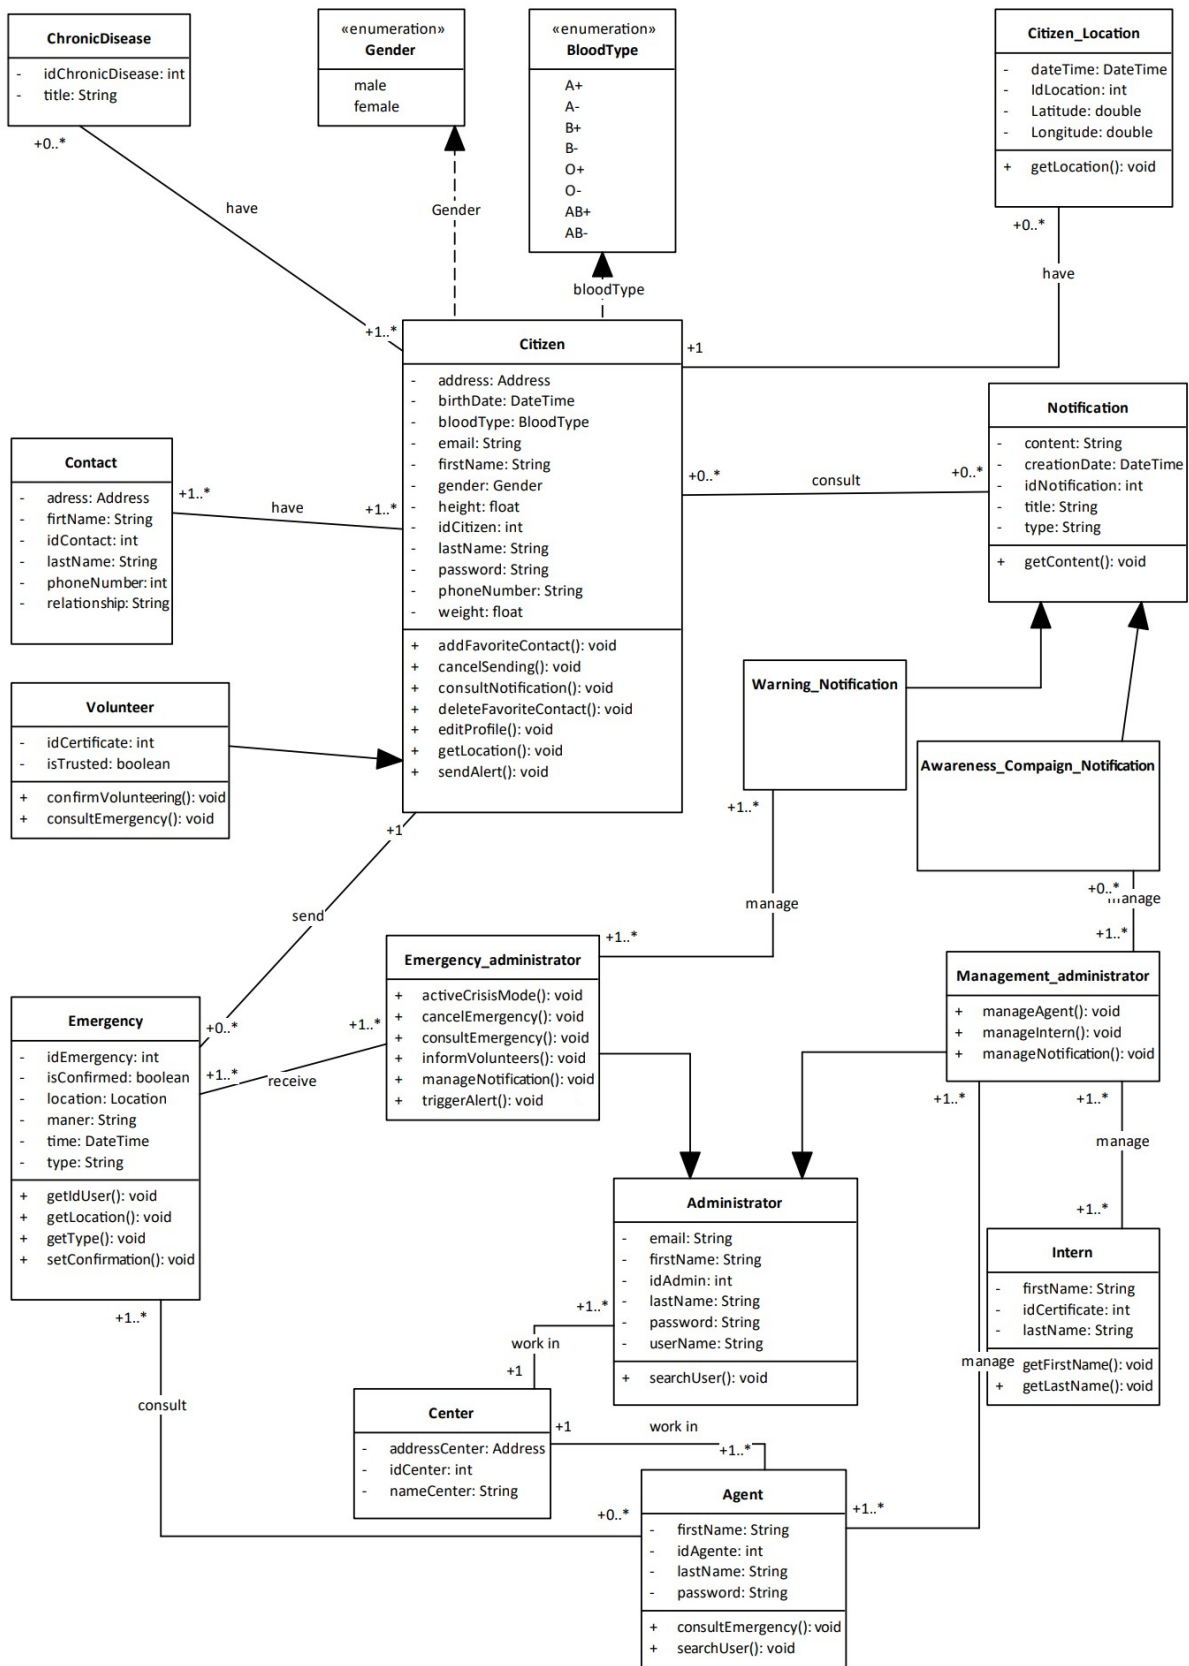 ChronicDisease
- idChronicDisease: int
- title: String
+0..*
have
«enumeration»
Gender
male
female
Gender
«enumeration»
BloodType
A+
A-
B+
B-
O+
O-
AB+
AB-
bloodType
Citizen_Location
- dateTime: DateTime
- IdLocation: int
- Latitude: double
- Longitude: double
+ getLocation(): void
+0..*
have
+1..*
+1
Citizen
- address: Address
- birthDate: DateTime
- bloodType: BloodType
- email: String
- firstName: String
- gender: Gender
- height: float
- idCitizen: int
- lastName: String
- password: String
- phoneNumber: String
- weight: float
+ addFavoriteContact(): void
+ cancelSending(): void
+ consultNotification(): void
+ deleteFavoriteContact(): void
+ editProfile(): void
+ getLocation(): void
+ sendAlert(): void
Contact
- adress: Address
- firtName: String
- idContact: int
- lastName: String
- phoneNumber: int
- relationship: String
+1..*
have
+1..*
+0..*
consult
+0..*
Notification
- content: String
- creationDate: DateTime
- idNotification: int
- title: String
- type: String
+ getContent(): void
Volunteer
- idCertificate: int
- isTrusted: boolean
+ confirmVolunteering(): void
+ consultEmergency(): void
Warning_Notification
Awareness_Compaign_Notification
+1
send
+0..*
+1..*
manage
+1..*
+0..*
manage
+1..*
Emergency_administrator
+ activeCrisisMode(): void
+ cancelEmergency(): void
+ consultEmergency(): void
+ informVolunteers(): void
+ manageNotification(): void
+ triggerAlert(): void
Management_administrator
+ manageAgent(): void
+ manageIntern(): void
+ manageNotification(): void
Emergency
- idEmergency: int
- isConfirmed: boolean
- location: Location
- maner: String
- time: DateTime
- type: String
+ getIdUser(): void
+ getLocation(): void
+ getType(): void
+ setConfirmation(): void
+1..*
receive
+1..*
+1..*
+1..*
manage
+1..*
Administrator
- email: String
- firstName: String
- idAdmin: int
- lastName: String
- password: String
- userName: String
+ searchUser(): void
Intern
- firstName: String
- idCertificate: int
- lastName: String
getFirstName(): void
+ getLastName(): void
manage
+1..*
work in
+1
+1..*
consult
Center
- addressCenter: Address
- idCenter: int
- nameCenter: String
+1
work in
+1..*
+0..*
+1..*
Agent
- firstName: String
- idAgente: int
- lastName: String
- password: String
+ consultEmergency(): void
+ searchUser(): void